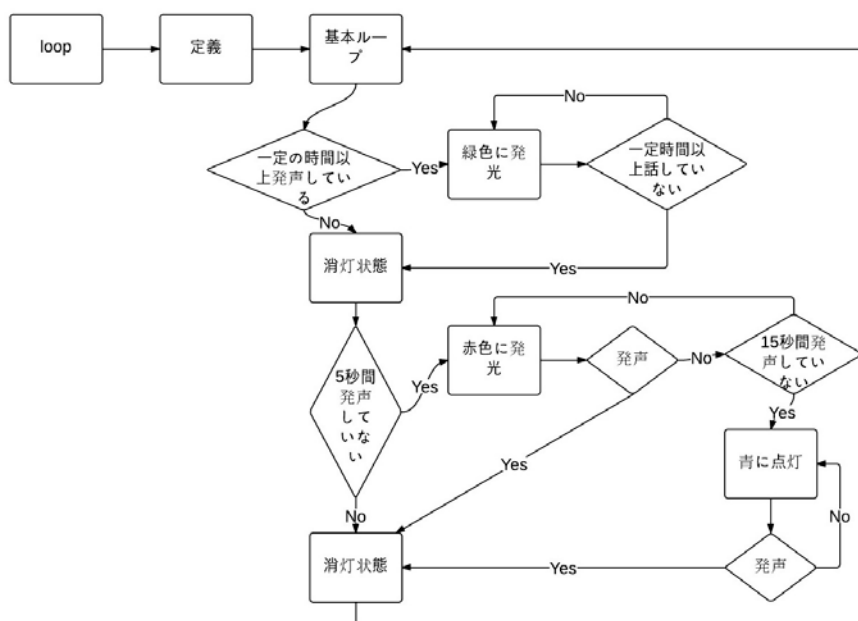 loop
定義
基本ルー
プ
No
一定の時間以
上発声してい
る
Yes
緑色に発
光
一定時間以
上話してい
ない
No
消灯状態
Yes
No
5秒間
発声
して
いな
い
Yes
赤色に発
光
発声
No
15秒間発
声していな
い
Yes
Yes
青に点灯
No
No
消灯状態
Yes
発声